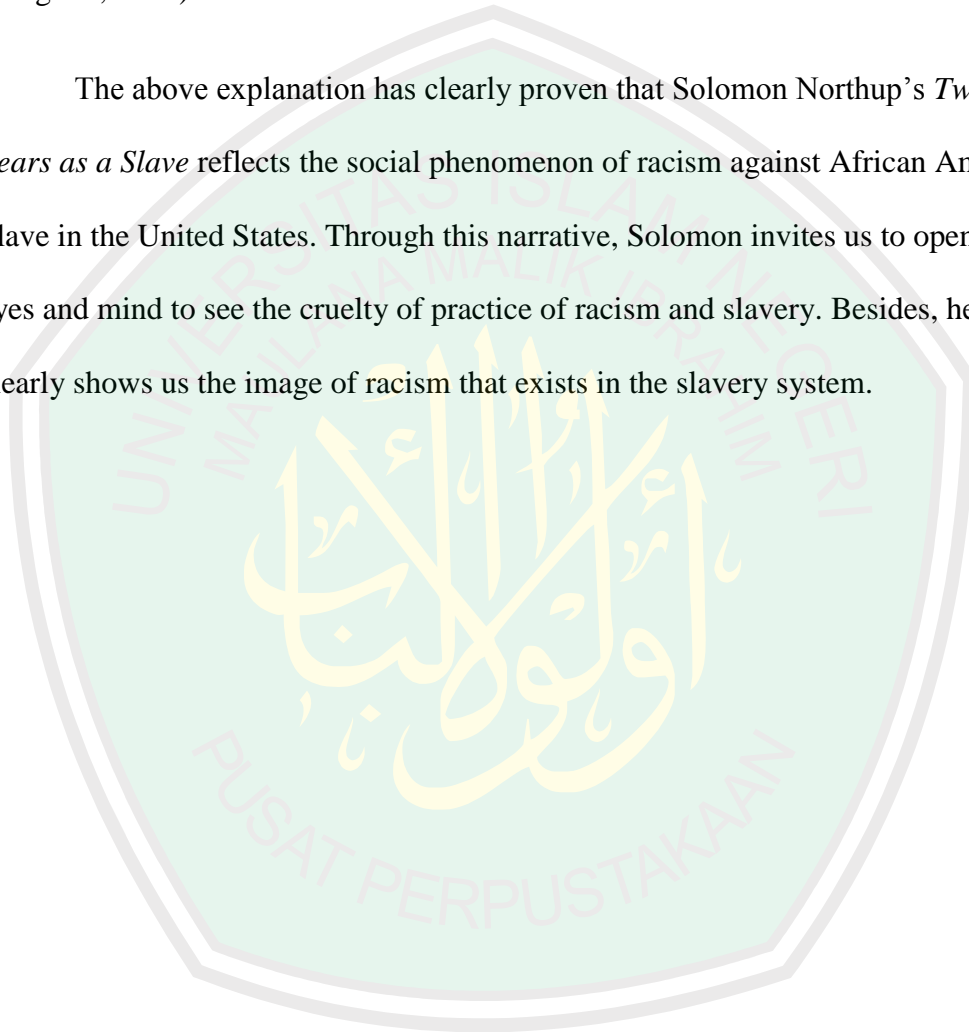 The above explanation has clearly proven that Solomon Northup’s Tw
ears as a Slave reflects the social phenomenon of racism against African An
lave in the United States. Through this narrative, Solomon invites us to open
yes and mind to see the cruelty of practice of racism and slavery. Besides, he
learly shows us the image of racism that exists in the slavery system.
UNIVERSITAS ISLAM NEGERI
MAULANA MALIK IBRAHIM
أولوا الألباب
PUSAT PERPUSTAKAAN